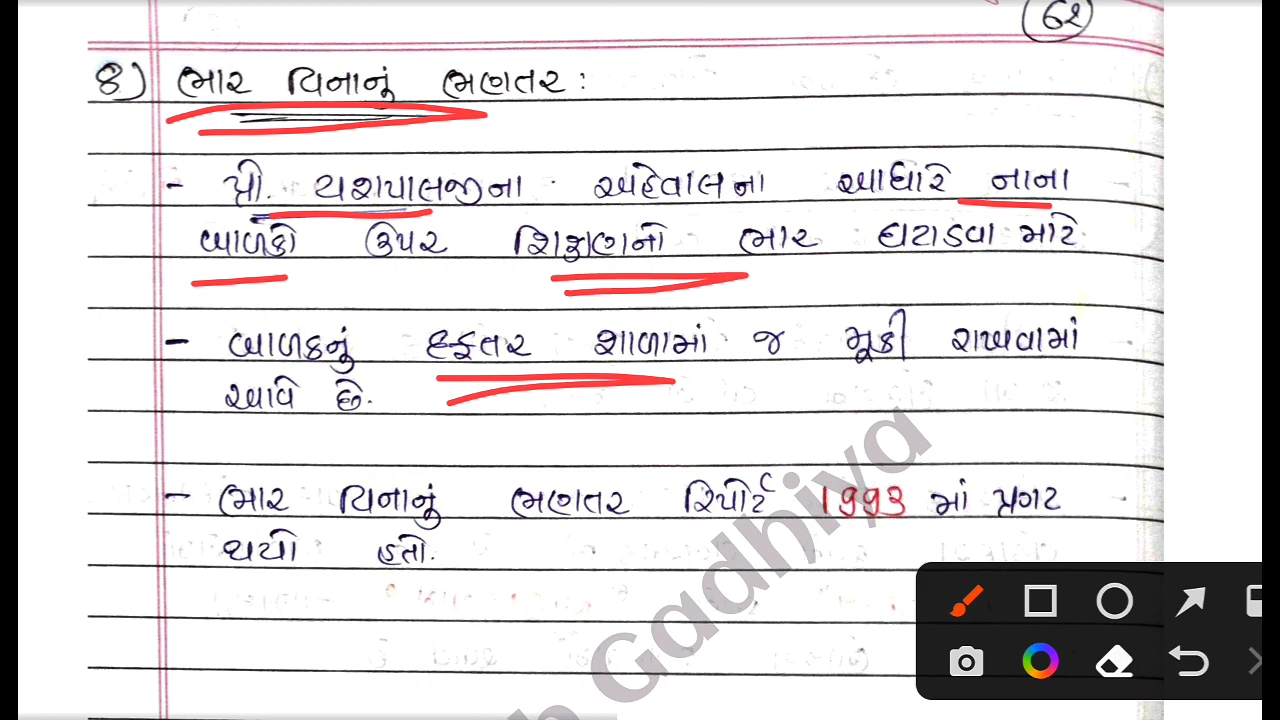 62
8) ભાર વિનાનું ભણતર :
- પ્રો. યશપાલજીના અહેવાલના આધારે નાના
બાળકો ઉપર શિક્ષણનો ભાર ઘટાડવા માટે
- બાળકનું દફતર શાળામાં જ મૂકી રાખવામાં
આવે છે.
- ભાર વિનાનું ભણતર રિપોર્ટ 1993 માં પ્રગટ
થયો હતો.
Gadhiya